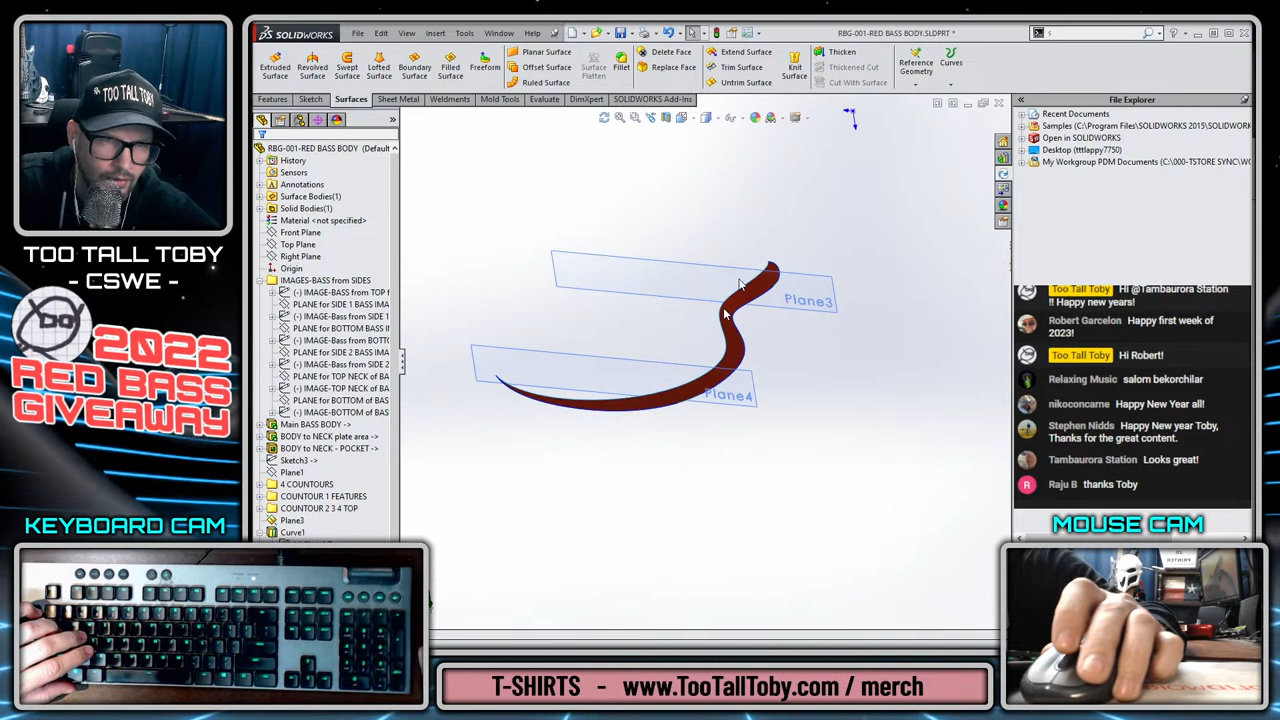 TOO TALL TOBY
TOO TALL TOBY
- CSWE -
2022
RED BASS
GIVEAWAY
KEYBOARD CAM
SOLIDWORKS
File
Edit
View
Insert
Tools
Window
Help
RBG-001-RED BASS BODY.SLDPRT *
s
Extruded Surface
Revolved Surface
Swept Surface
Lofted Surface
Boundary Surface
Filled Surface
Freeform
Planar Surface
Offset Surface
Ruled Surface
Surface Flatten
Fillet
Delete Face
Replace Face
Extend Surface
Trim Surface
Untrim Surface
Knit Surface
Thicken
Thickened Cut
Cut With Surface
Reference Geometry
Curves
Features
Sketch
Surfaces
Sheet Metal
Weldments
Mold Tools
Evaluate
DimXpert
SOLIDWORKS Add-Ins
RBG-001-RED BASS BODY (Default
History
Sensors
Annotations
Surface Bodies(1)
Solid Bodies(1)
Material <not specified>
Front Plane
Top Plane
Right Plane
Origin
IMAGES-BASS from SIDES
(-) IMAGE-BASS from TOP f
PLANE for SIDE 1 BASS IMA
(-) IMAGE-Bass from SIDE 1
PLANE for BOTTOM BASS I
(-) IMAGE-Bass from BOT
PLANE for SIDE 2 BASS IMA
(-) IMAGE-Bass from SIDE 2
PLANE for TOP NECK of BA
(-) IMAGE-TOP NECK of BA
PLANE for BOTTOM of BAS
(-) IMAGE-BOTTOM of BAS
Main BASS BODY ->
BODY to NECK plate area ->
BODY to NECK - POCKET ->
Sketch3 ->
Plane1
4 COUNTOURS
COUNTOUR 1 FEATURES
COUNTOUR 2 3 4 TOP
Plane3
Curve1
Plane3
Plane4
File Explorer
Recent Documents
Samples (C:\Program Files\SOLIDWORKS 2015\SOLIDWORKS
Open in SOLIDWORKS
Desktop (tttlappy7750)
My Workgroup PDM Documents (C:\000-TSTORE SYNC\WC
Too Tall Toby Hi @Tambaurora Station
!! Happy new years!
Robert Garcelon Happy first week of
2023!
Too Tall Toby Hi Robert!
Relaxing Music salom bekorchilar
nikoconcarne Happy New Year all!
Stephen Nidds Happy New year Toby,
Thanks for the great content.
Tambaurora Station Looks great!
R
Raju B thanks Toby
MOUSE CAM
T-SHIRTS - www.TooTallToby.com / merch